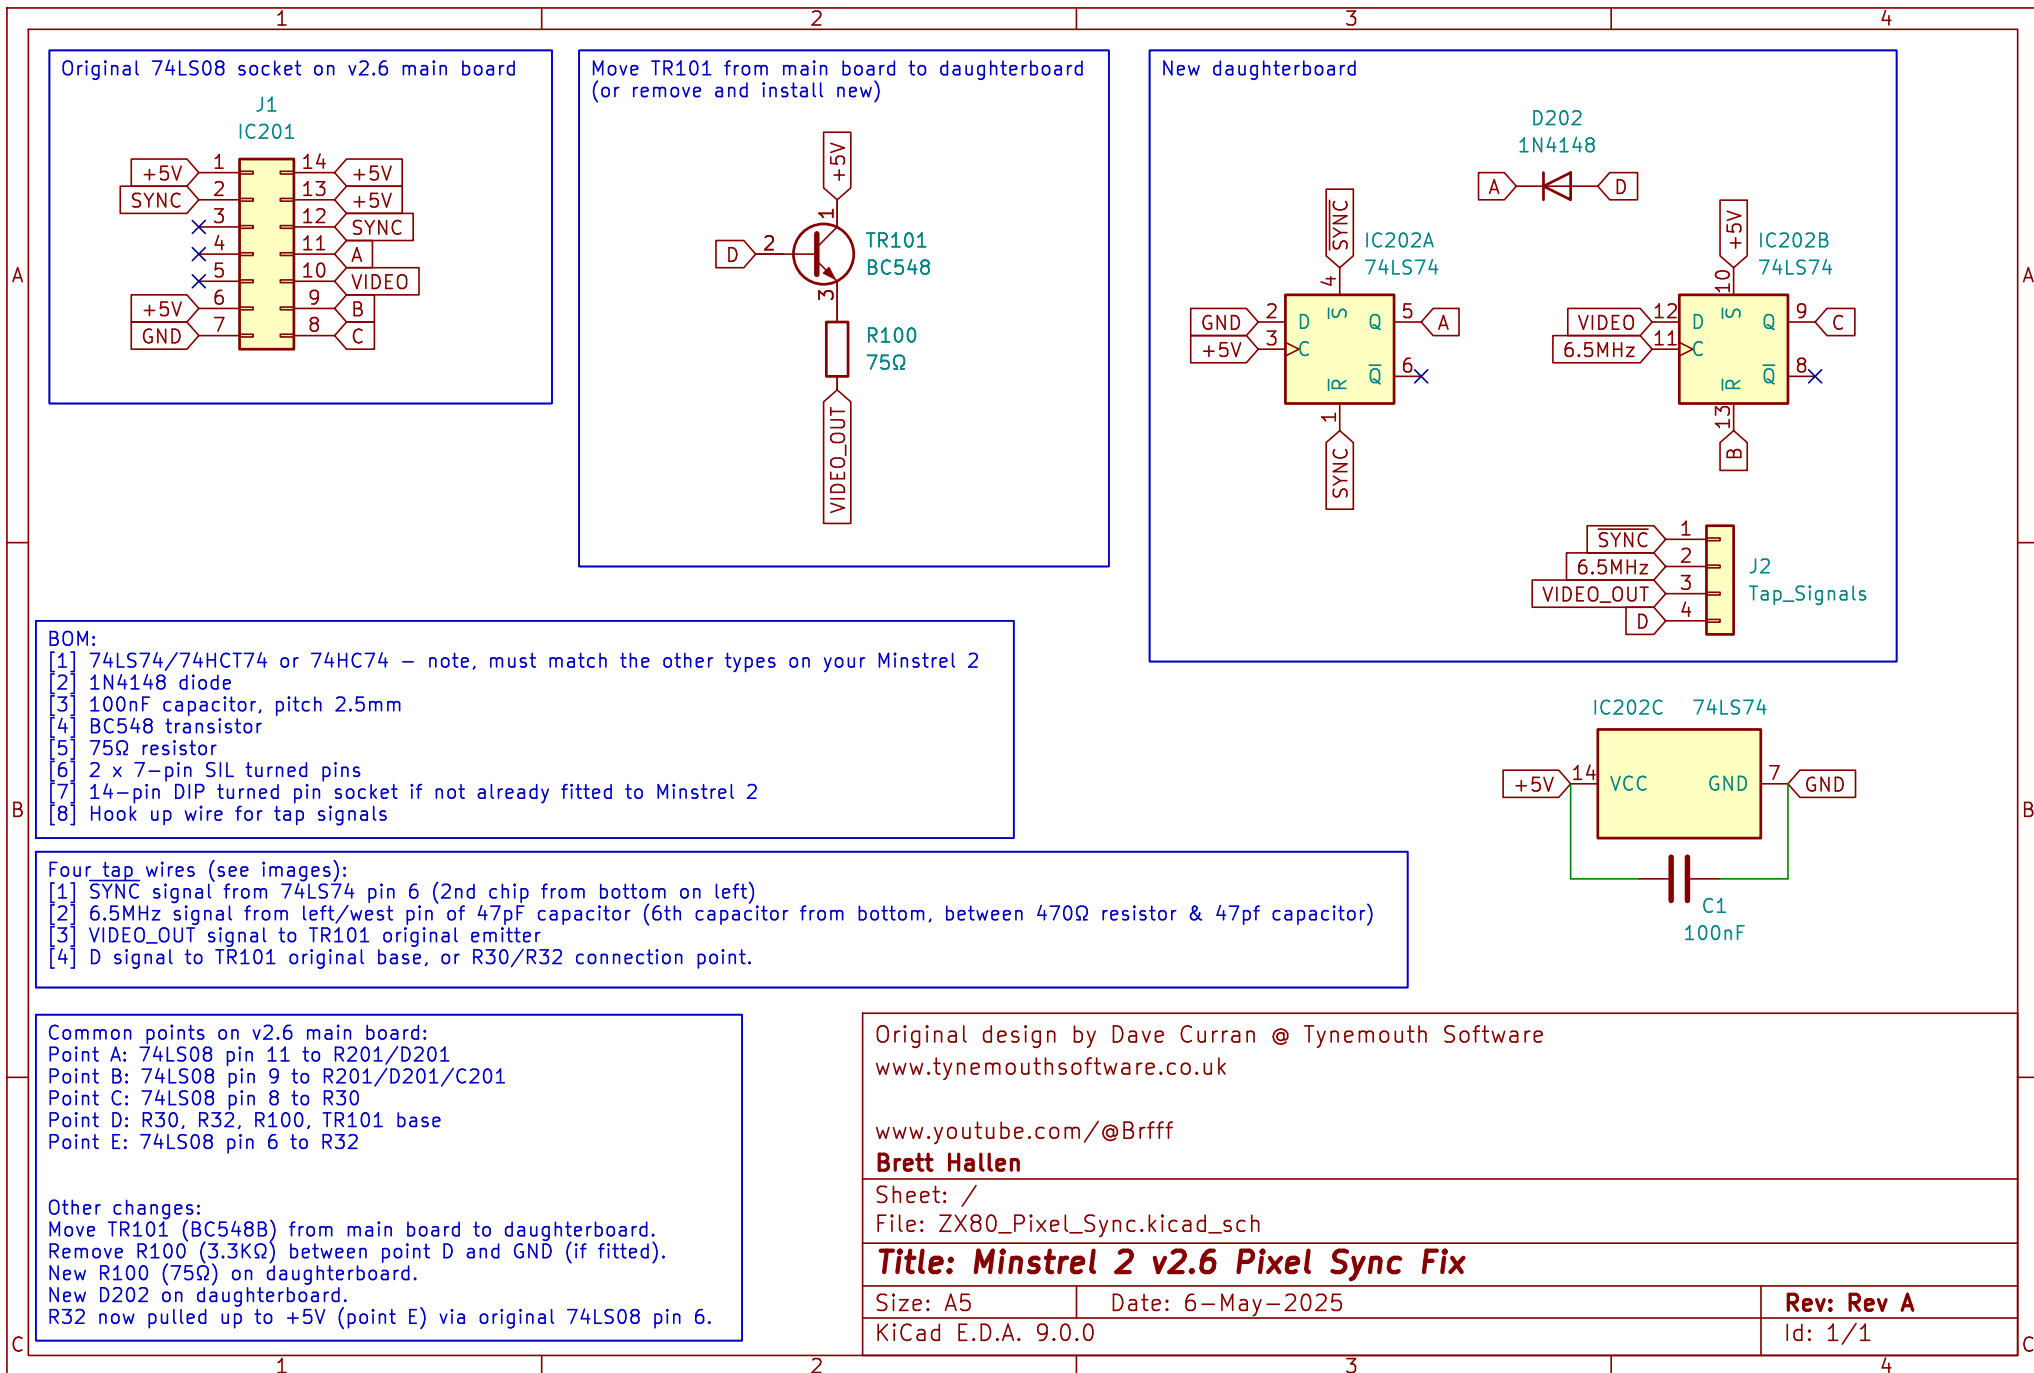 1 2 3 4
Original 74LS08 socket on v2.6 main board
J1
IC201
+5V 1 14 +5V
SYNC 2 13 +5V
3 12 SYNC
4 11 A
5 10 VIDEO
+5V 6 9 B
GND 7 8 C
Move TR101 from main board to daughterboard
(or remove and install new)
+5V
1
D 2
TR101
BC548
3
R100
75Ω
VIDEO_OUT
New daughterboard
D202
1N4148
A D
SYNC
IC202A
74LS74
4
GND 2 D S Q 5 A
+5V 3 C
R Q 6
1
SYNC
+5V
IC202B
74LS74
10
VIDEO 12 D S Q 9 C
6.5MHz 11 C
R Q 8
13
B
SYNC 1
6.5MHz 2
VIDEO_OUT 3
D 4
J2
Tap_Signals
A A
BOM:
[1] 74LS74/74HCT74 or 74HC74 - note, must match the other types on your Minstrel 2
[2] 1N4148 diode
[3] 100nF capacitor, pitch 2.5mm
[4] BC548 transistor
[5] 75Ω resistor
[6] 2 x 7-pin SIL turned pins
[7] 14-pin DIP turned pin socket if not already fitted to Minstrel 2
[8] Hook up wire for tap signals
IC202C 74LS74
+5V 14 VCC GND 7 GND
C1
100nF
B B
Four tap wires (see images):
[1] SYNC signal from 74LS74 pin 6 (2nd chip from bottom on left)
[2] 6.5MHz signal from left/west pin of 47pF capacitor (6th capacitor from bottom, between 470Ω resistor & 47pf capacitor)
[3] VIDEO_OUT signal to TR101 original emitter
[4] D signal to TR101 original base, or R30/R32 connection point.
Common points on v2.6 main board:
Point A: 74LS08 pin 11 to R201/D201
Point B: 74LS08 pin 9 to R201/D201/C201
Point C: 74LS08 pin 8 to R30
Point D: R30, R32, R100, TR101 base
Point E: 74LS08 pin 6 to R32
Other changes:
Move TR101 (BC548B) from main board to daughterboard.
Remove R100 (3.3KΩ) between point D and GND (if fitted).
New R100 (75Ω) on daughterboard.
New D202 on daughterboard.
R32 now pulled up to +5V (point E) via original 74LS08 pin 6.
Original design by Dave Curran @ Tynemouth Software
www.tynemouthsoftware.co.uk
www.youtube.com/@Brfff
Brett Hallen
Sheet: /
File: ZX80_Pixel_Sync.kicad_sch
Title: Minstrel 2 v2.6 Pixel Sync Fix
Size: A5 Date: 6-May-2025 Rev: Rev A
KiCad E.D.A. 9.0.0 Id: 1/1
C C
1 2 3 4